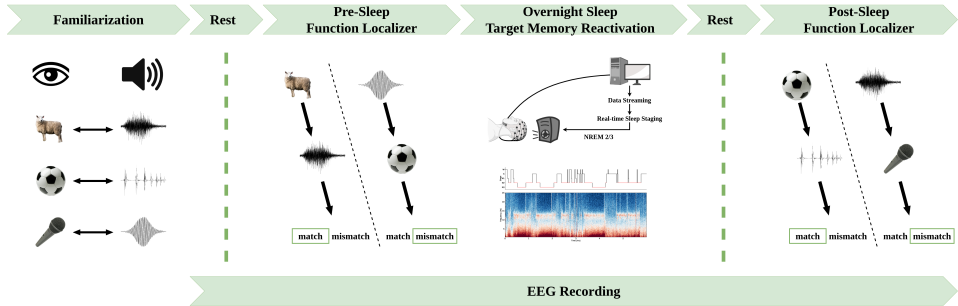 Familiarization
Rest
Pre-Sleep
Function Localizer
Overnight Sleep
Target Memory Reactivation
Rest
Post-Sleep
Function Localizer
Data Streaming
Real-time Sleep Staging
NREM 2/3
match mismatch
match mismatch
match mismatch
match mismatch
EEG Recording